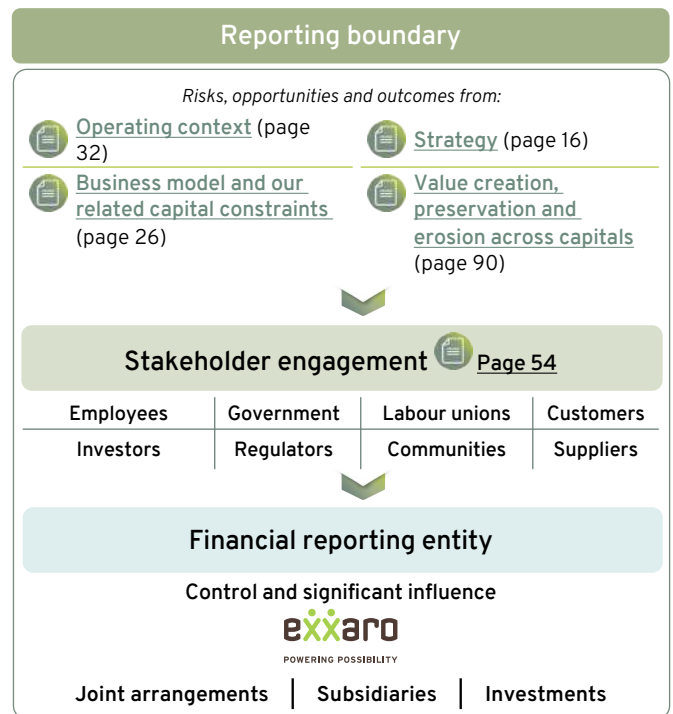 Reporting boundary
Risks, opportunities and outcomes from:
Operating context (page
32)
Strategy (page 16)
Business model and our
related capital constraints
(page 26)
Value creation,
preservation and
erosion across capitals
(page 90)
Stakeholder engagement Page 54
Employees Government Labour unions Customers
Investors Regulators Communities Suppliers
Financial reporting entity
Control and significant influence
exxaro
POWERING POSSIBILITY
Joint arrangements Subsidiaries Investments